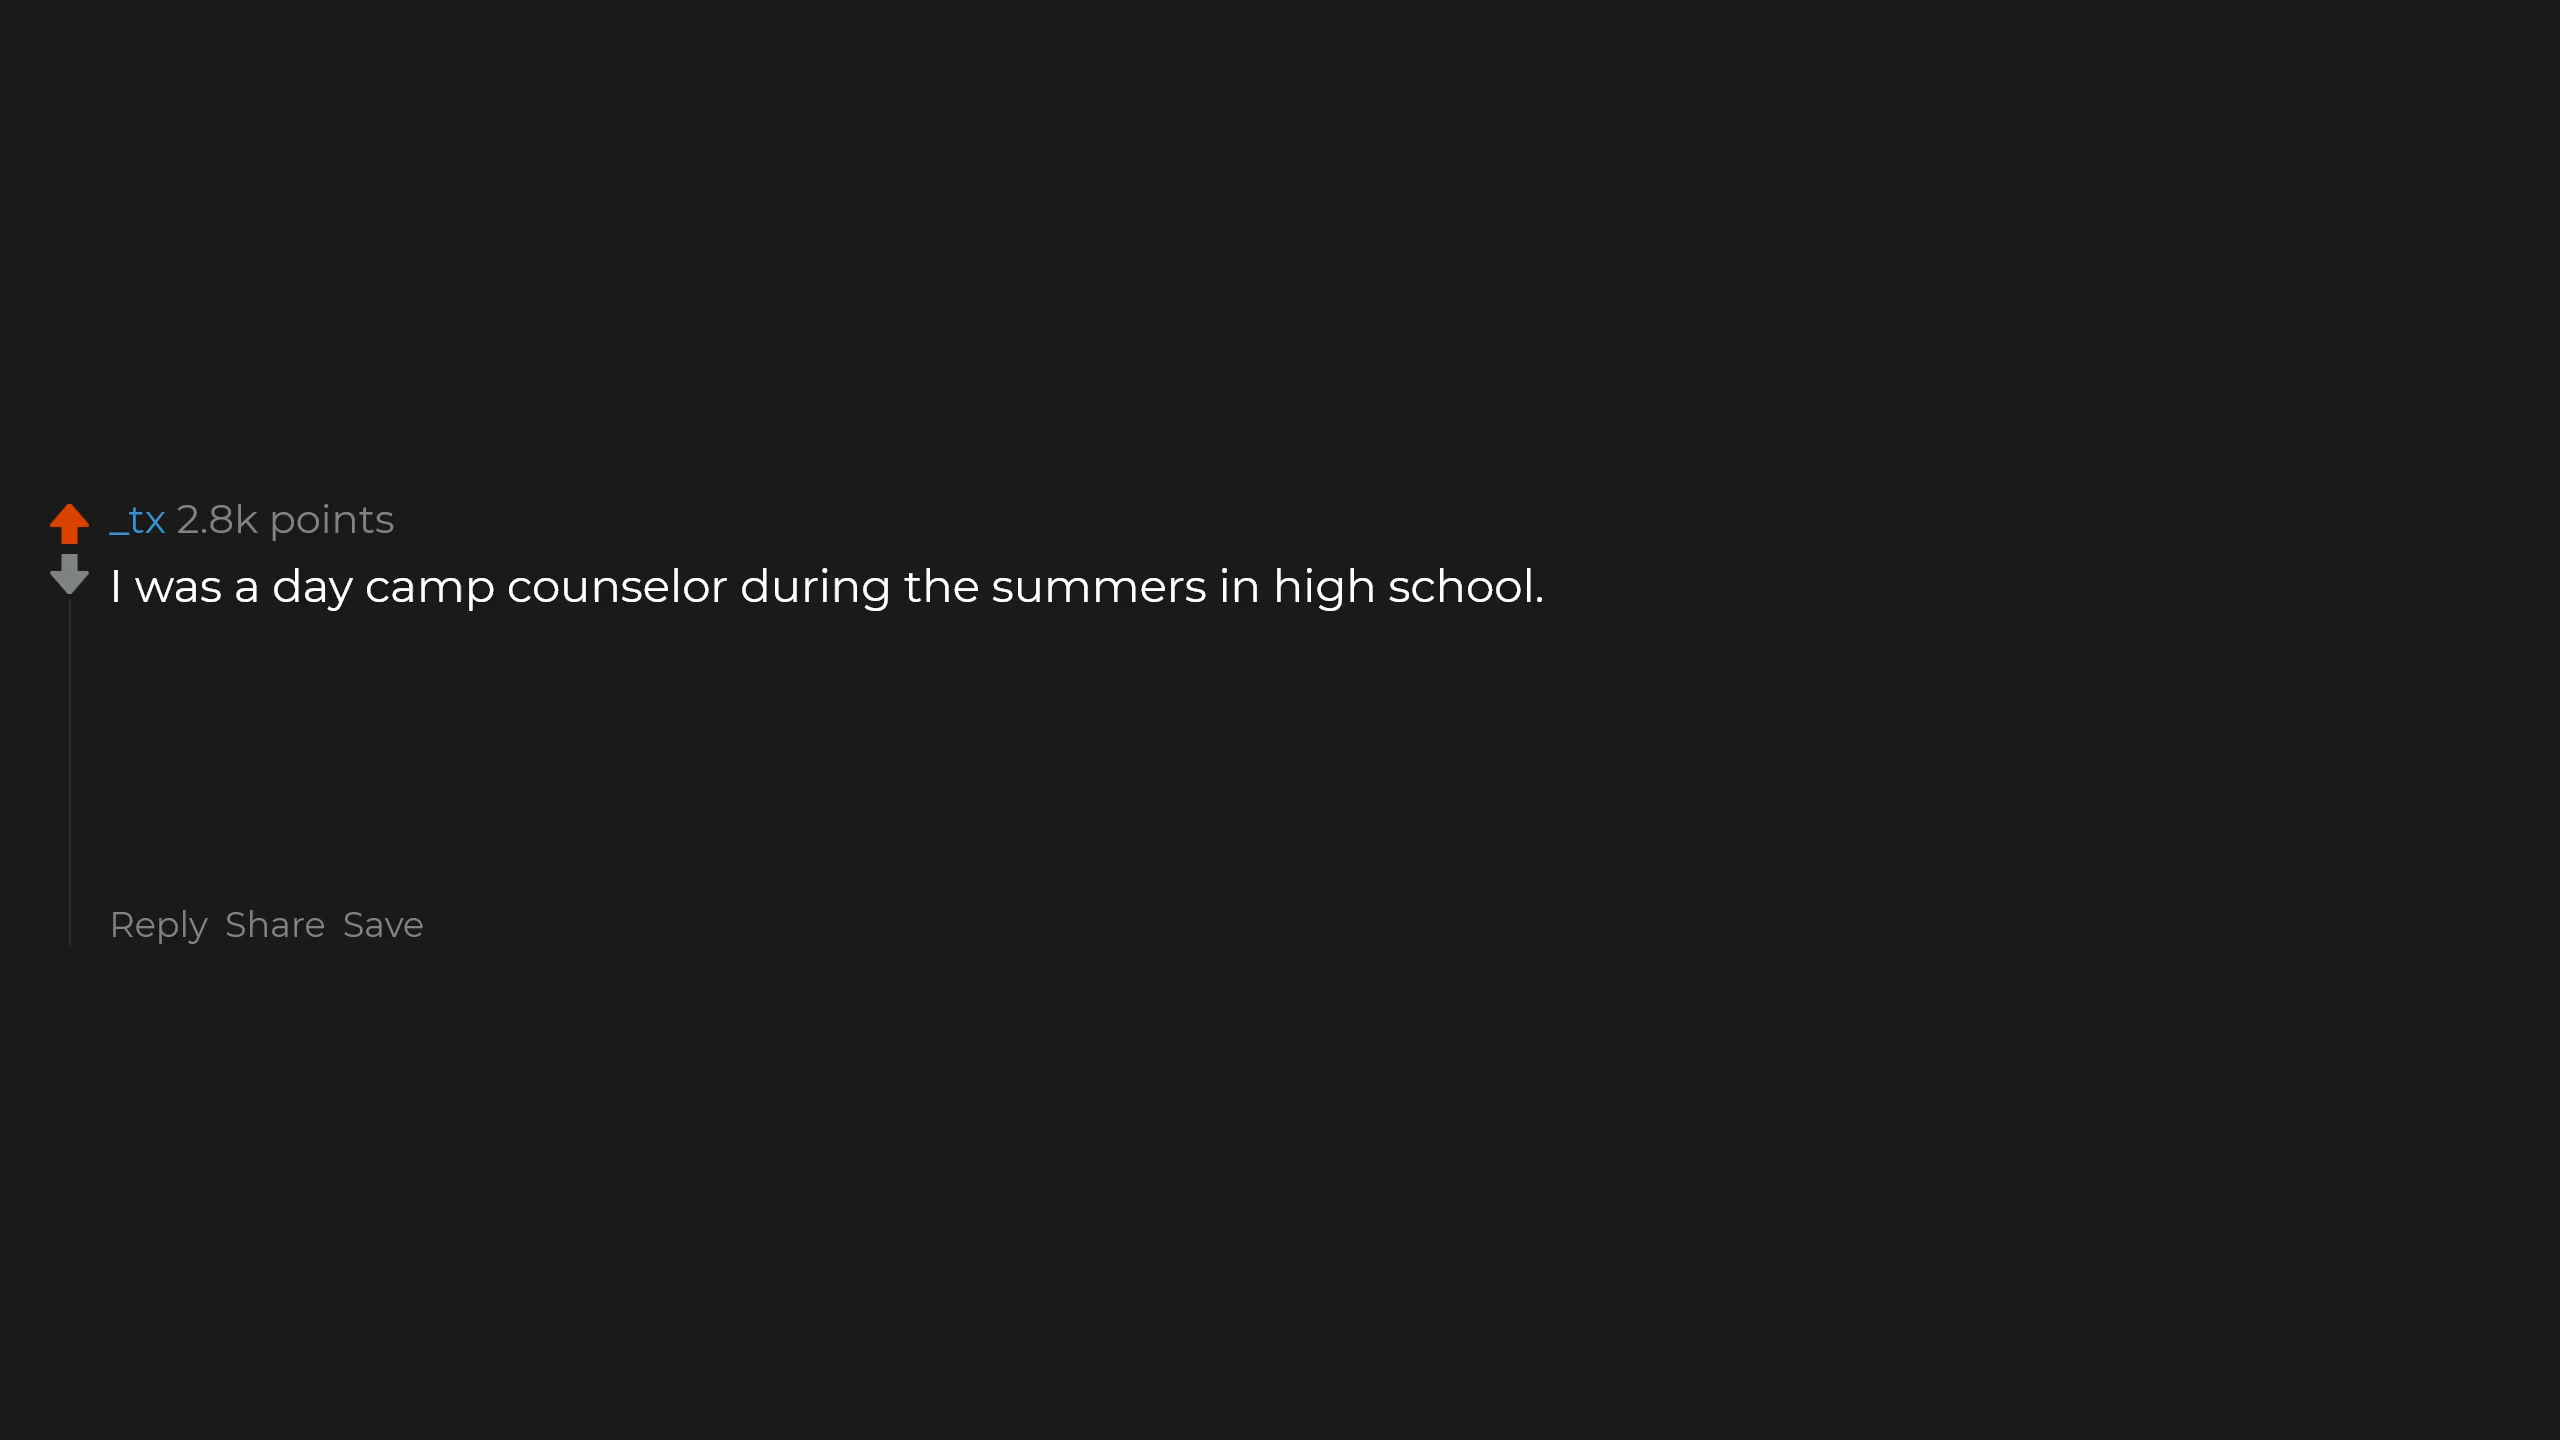 _tx 2.8k points
I was a day camp counselor during the summers in high school.
Reply Share Save